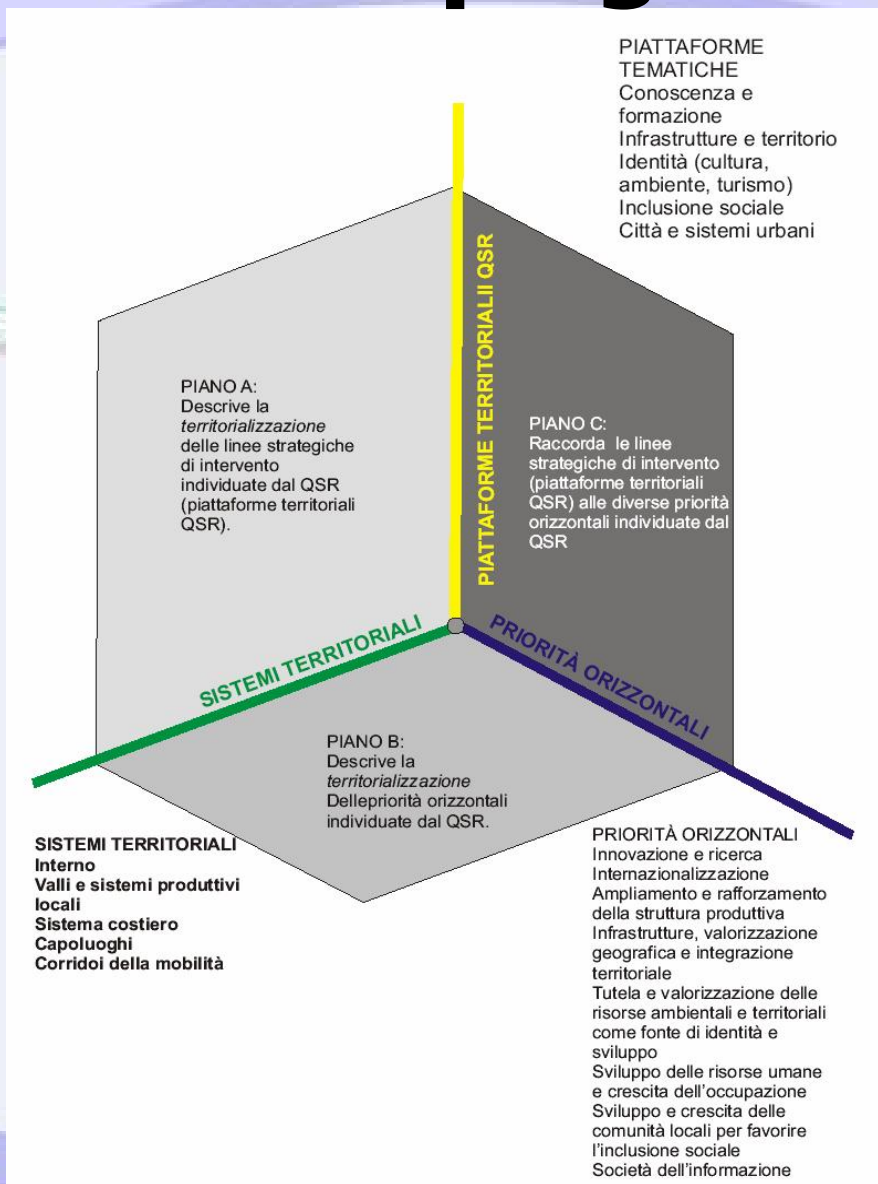 PIATTAFORME
TEMATICHE
Conoscenza e
formazione
Infrastrutture e territorio
Identità (cultura,
ambiente, turismo)
Inclusione sociale
Città e sistemi urbani
PIATTAFORME TERRITORIALII QSR
PIANO A:
Descrive la
territorializzazione
delle linee strategiche
di intervento
individuate dal QSR
(piattaforme territoriali
QSR).
PIANO C:
Raccorda le linee
strategiche di intervento
(piattaforme territoriali
QSR) alle diverse priorità
orizzontali individuate dal
QSR
SISTEMI TERRITORIALI
PRIORITÀ ORIZZONTALI
PIANO B:
Descrive la
territorializzazione
Dellepriorità orizzontali
individuate dal QSR.
SISTEMI TERRITORIALI
Interno
Valli e sistemi produttivi
locali
Sistema costiero
Capoluoghi
Corridoi della mobilità
PRIORITÀ ORIZZONTALI
Innovazione e ricerca
Internazionalizzazione
Ampliamento e rafforzamento
della struttura produttiva
Infrastrutture, valorizzazione
geografica e integrazione
territoriale
Tutela e valorizzazione delle
risorse ambientali e territoriali
come fonte di identità e
sviluppo
Sviluppo delle risorse umane
e crescita dell'occupazione
Sviluppo e crescita delle
comunità locali per favorire
l'inclusione sociale
Società dell'informazione